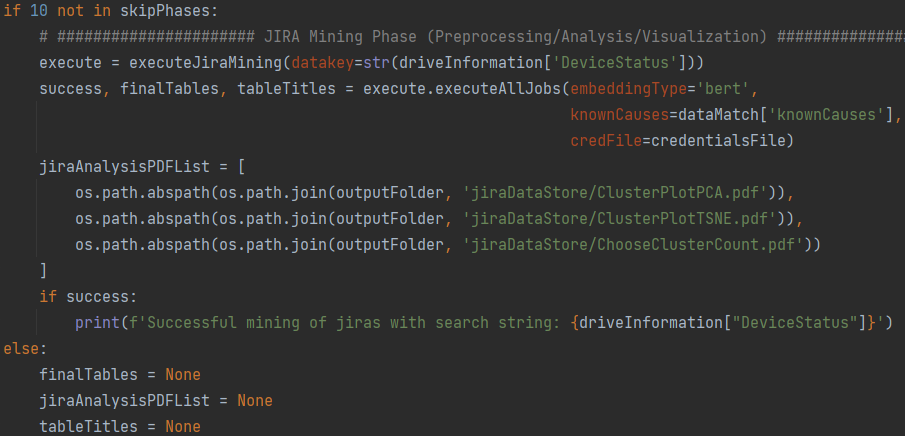 if 10 not in skipPhases:
    # ###################### JIRA Mining Phase (Preprocessing/Analysis/Visualization) ##############
    execute = executeJiraMining(datakey=str(driveInformation['DeviceStatus']))
    success, finalTables, tableTitles = execute.executeAllJobs(embeddingType='bert',
                                                               knownCauses=dataMatch['knownCauses'],
                                                               credFile=credentialsFile)
    jiraAnalysisPDFList = [
        os.path.abspath(os.path.join(outputFolder, 'jiraDataStore/ClusterPlotPCA.pdf')),
        os.path.abspath(os.path.join(outputFolder, 'jiraDataStore/ClusterPlotTSNE.pdf')),
        os.path.abspath(os.path.join(outputFolder, 'jiraDataStore/ChooseClusterCount.pdf'))
    ]
    if success:
        print(f'Successful mining of jiras with search string: {driveInformation["DeviceStatus"]}')
else:
    finalTables = None
    jiraAnalysisPDFList = None
    tableTitles = None